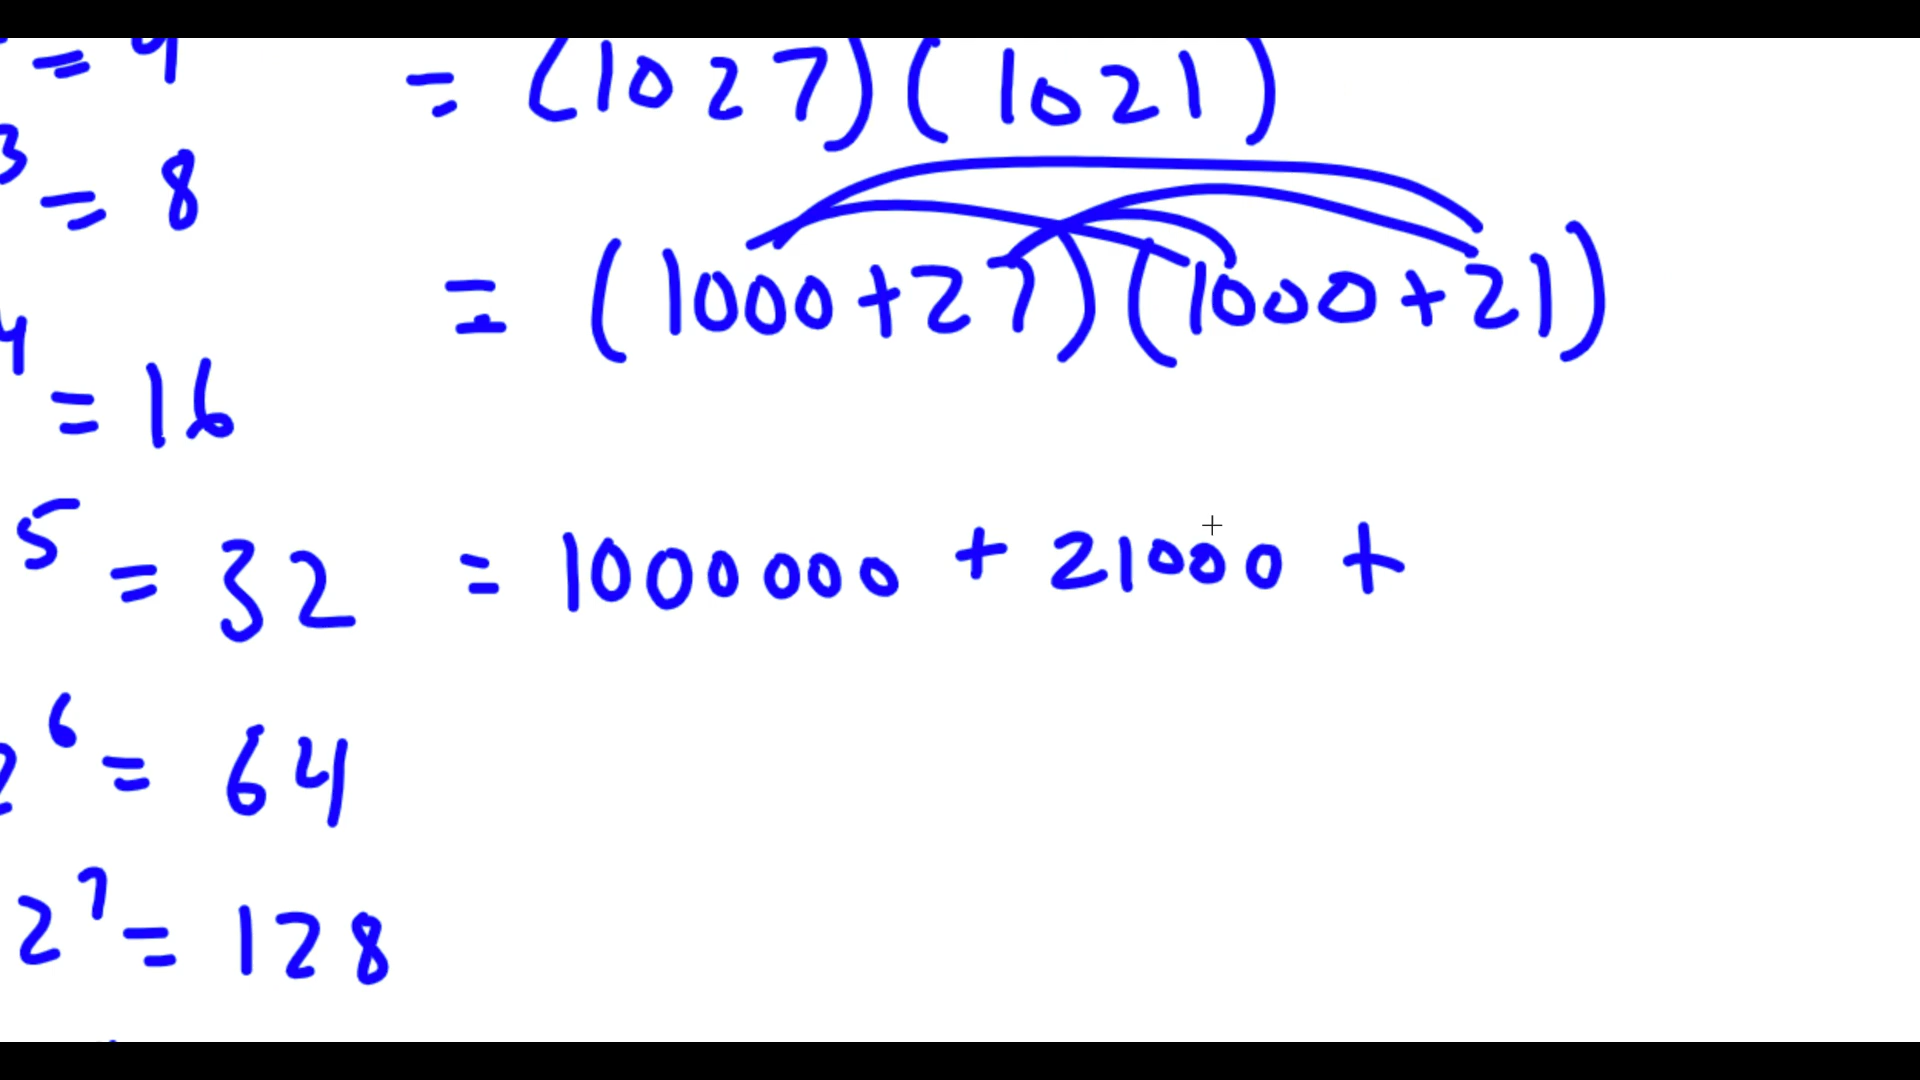 = 4
= (1027)(1021)
3 = 8
= (1000+27)(1000+21)
4 = 16
5 = 32
= 1000000 + 21000 +
2^6 = 64
2^7 = 128